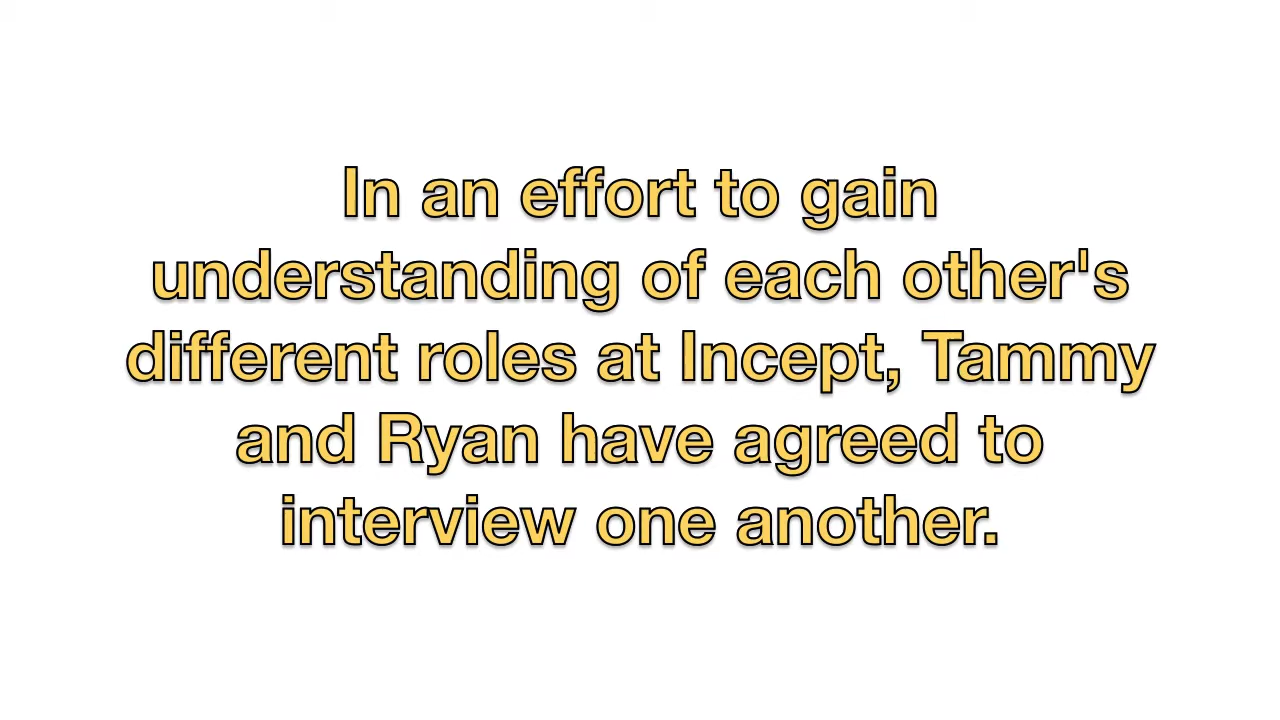 In an effort to gain
understanding of each other's
different roles at Incept, Tammy
and Ryan have agreed to
interview one another.